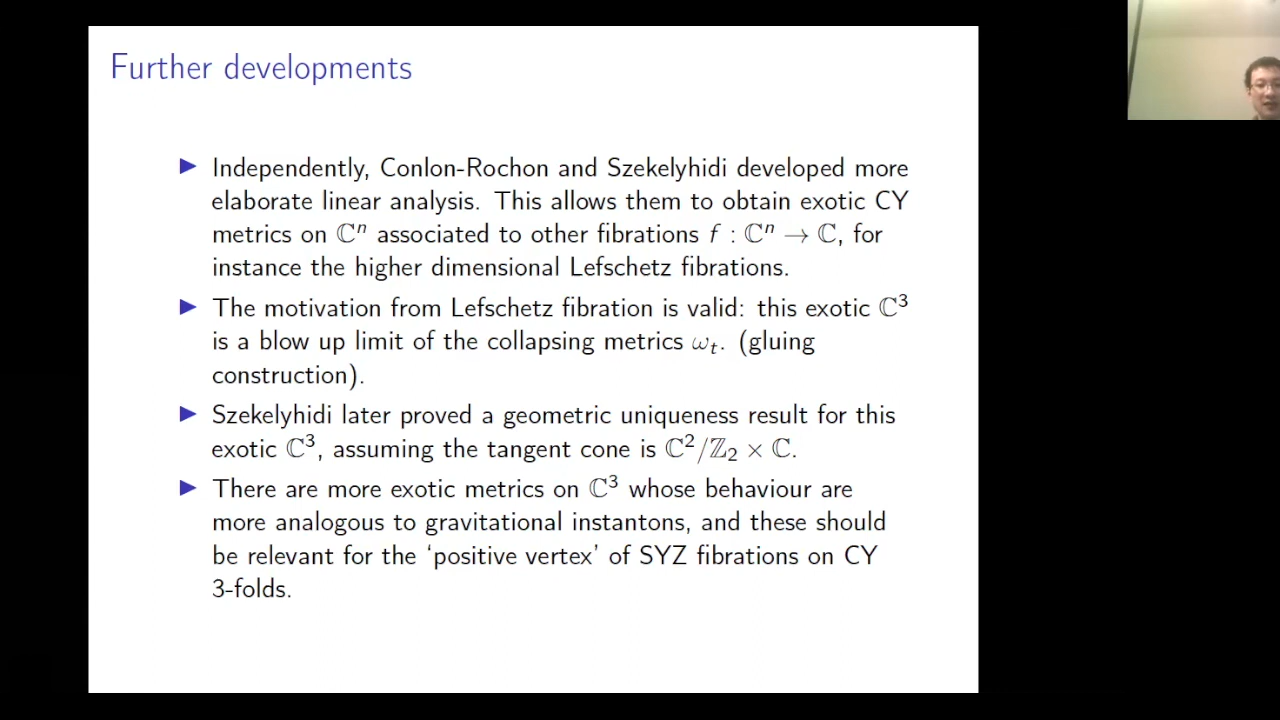 Further developments
▶ Independently, Conlon-Rochon and Szekelyhidi developed more
elaborate linear analysis. This allows them to obtain exotic CY
metrics on ℂⁿ associated to other fibrations f : ℂⁿ → ℂ, for
instance the higher dimensional Lefschetz fibrations.
▶ The motivation from Lefschetz fibration is valid: this exotic ℂ³
is a blow up limit of the collapsing metrics ωₜ. (gluing
construction).
▶ Szekelyhidi later proved a geometric uniqueness result for this
exotic ℂ³, assuming the tangent cone is ℂ²/ℤ₂ × ℂ.
▶ There are more exotic metrics on ℂ³ whose behaviour are
more analogous to gravitational instantons, and these should
be relevant for the ‘positive vertex’ of SYZ fibrations on CY
3-folds.